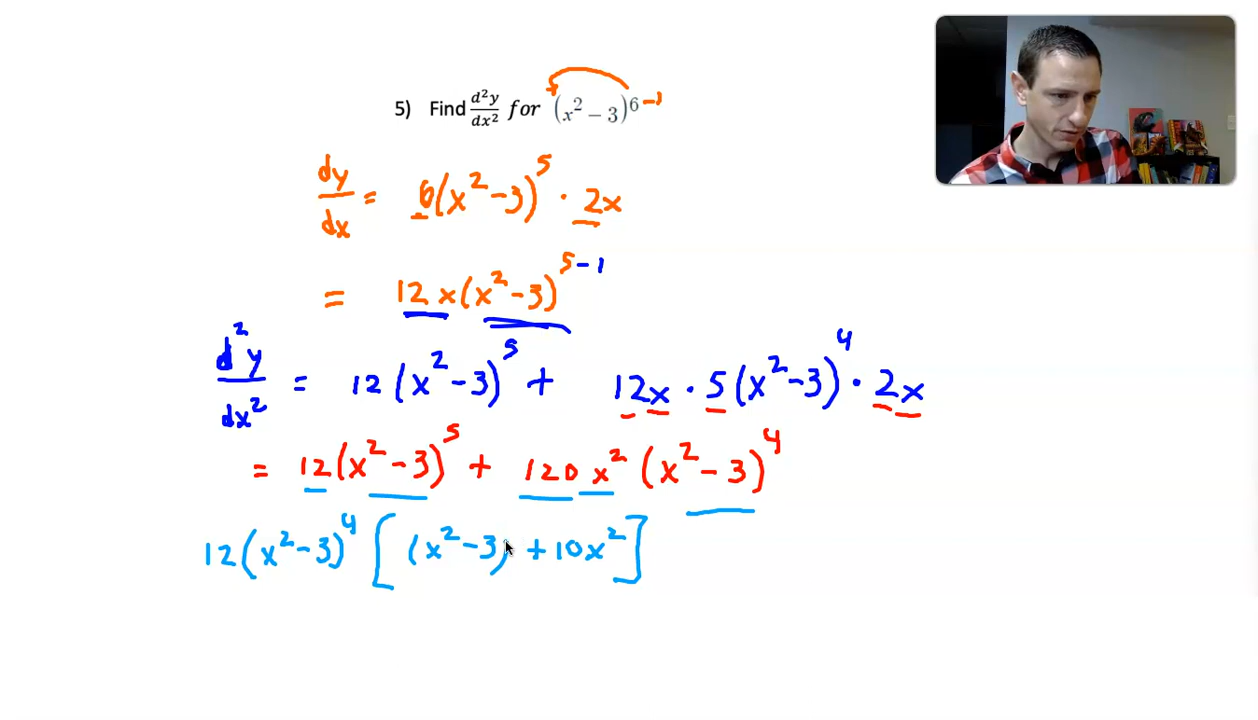 5) Find d²y/dx² for (x² − 3)⁶ −1
dy/dx = 6(x² − 3)⁵ · 2x
= 12x(x² − 3)⁵ − 1
d²y/dx² = 12(x² − 3)⁵ + 12x · 5(x² − 3)⁴ · 2x
= 12(x² − 3)⁵ + 120x²(x² − 3)⁴
12(x² − 3)⁴ [(x² − 3) + 10x²]